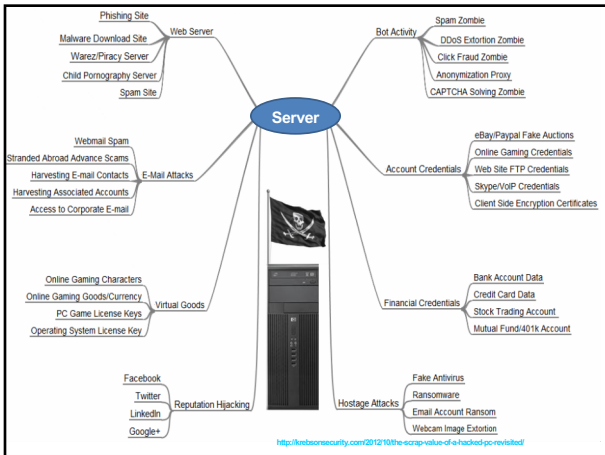 Phishing Site
Malware Download Site
Warez/Piracy Server
Child Pornography Server
Spam Site
Web Server
Bot Activity
Spam Zombie
DDoS Extortion Zombie
Click Fraud Zombie
Anonymization Proxy
CAPTCHA Solving Zombie
Server
Webmail Spam
Stranded Abroad Advance Scams
Harvesting E-mail Contacts
Harvesting Associated Accounts
Access to Corporate E-mail
E-Mail Attacks
Account Credentials
eBay/Paypal Fake Auctions
Online Gaming Credentials
Web Site FTP Credentials
Skype/VoIP Credentials
Client Side Encryption Certificates
Online Gaming Characters
Online Gaming Goods/Currency
PC Game License Keys
Operating System License Key
Virtual Goods
Financial Credentials
Bank Account Data
Credit Card Data
Stock Trading Account
Mutual Fund/401k Account
Facebook
Twitter
LinkedIn
Google+
Reputation Hijacking
Hostage Attacks
Fake Antivirus
Ransomware
Email Account Ransom
Webcam Image Extortion
http://krebsonsecurity.com/2012/10/the-scrap-value-of-a-hacked-pc-revisited/